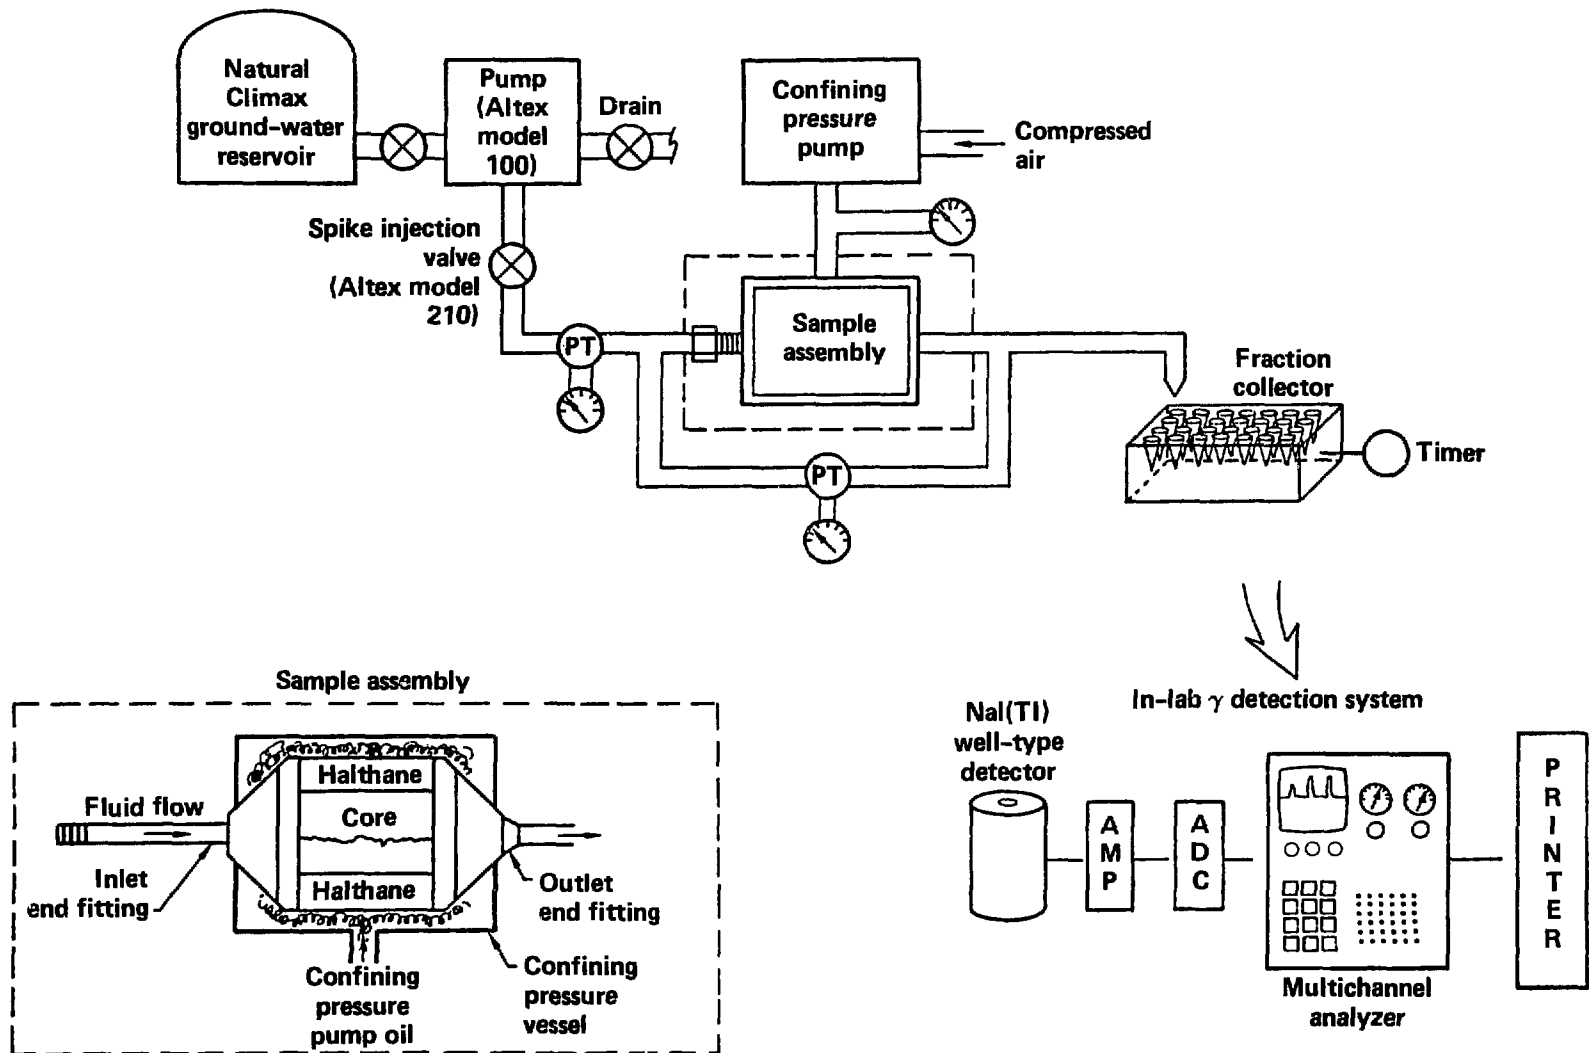 Natural
Climax
ground-water
reservoir
Pump
(Altex
model
100)
Drain
Confining
pressure
pump
Compressed
air
Spike injection
valve
(Altex model
210)
PT
Sample
assembly
Fraction
collector
Timer
PT
Sample assembly
Halthane
Fluid flow
Core
Inlet
end fitting
Halthane
Outlet
end fitting
Confining
pressure
pump oil
Confining
pressure
vessel
In-lab γ detection system
NaI(Tl)
well-type
detector
A
M
P
A
D
C
Multichannel
analyzer
P
R
I
N
T
E
R